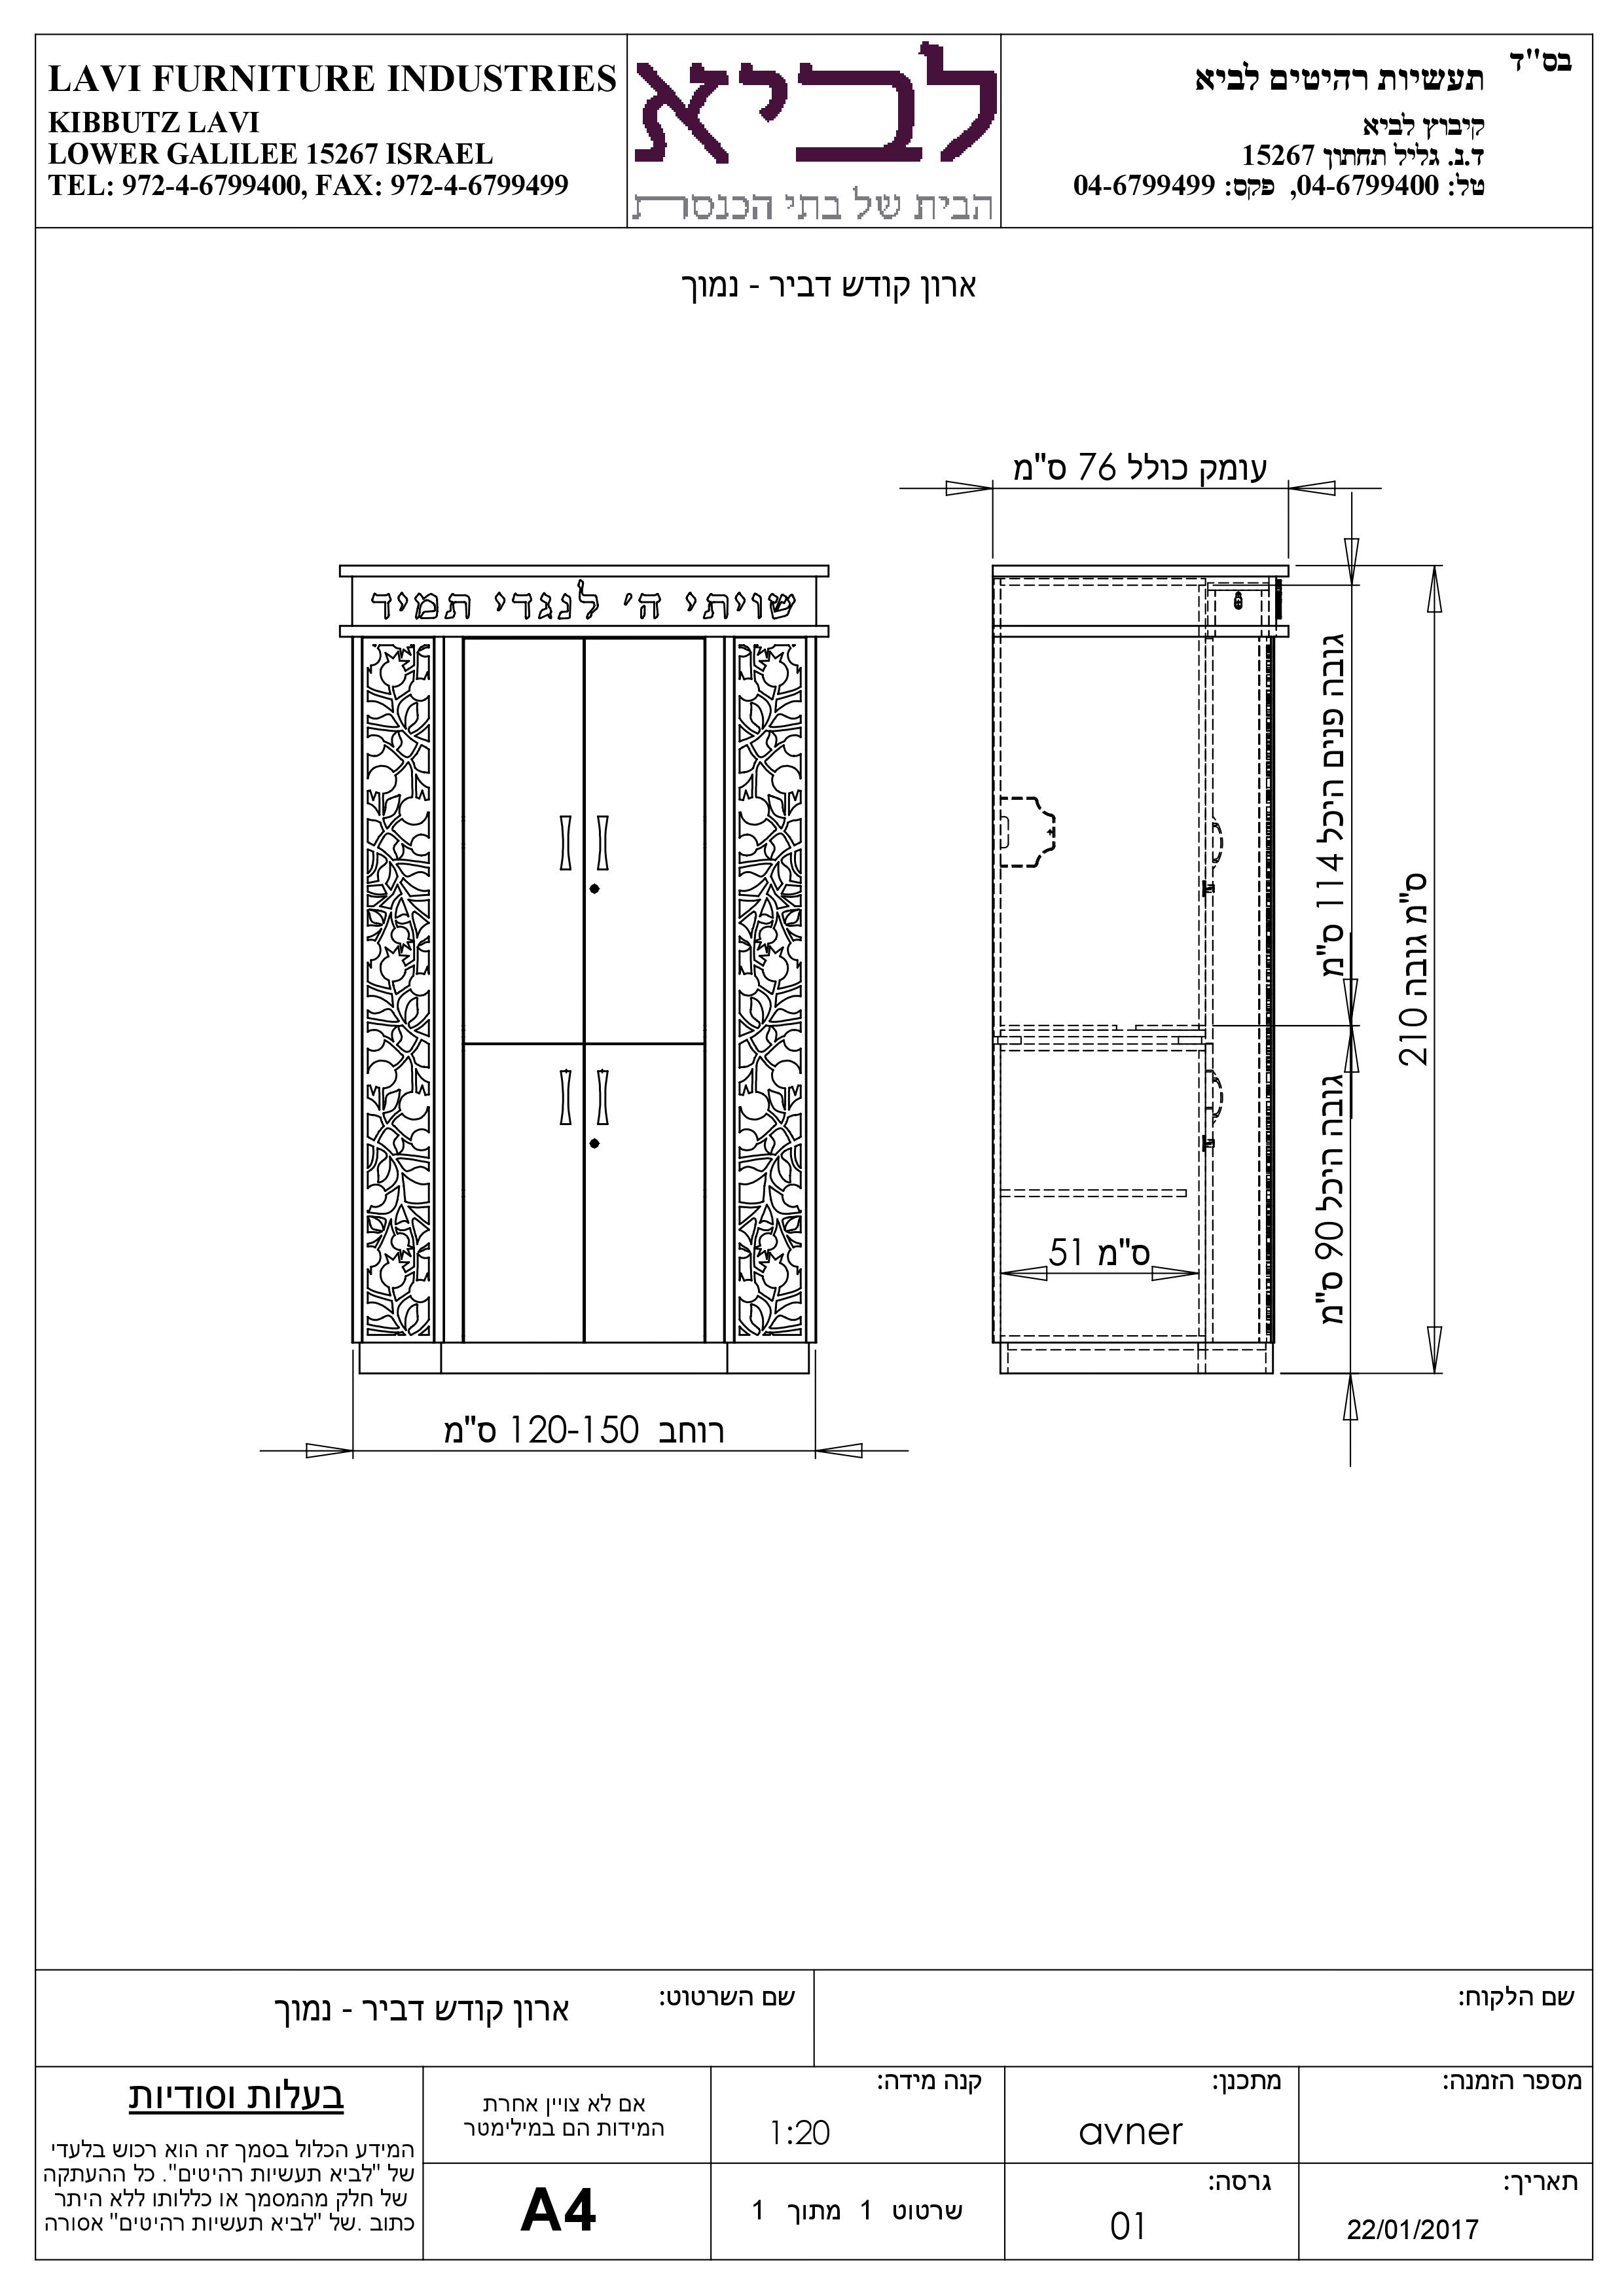 בס"ד
LAVI FURNITURE INDUSTRIES
KIBBUTZ LAVI
LOWER GALILEE 15267 ISRAEL
TEL: 972-4-6799400, FAX: 972-4-6799499
לביא
הבית של בתי הכנסת
תעשיות רהיטים לביא
קיבוץ לביא
ד.נ. גליל תחתון 15267
טל: 04-6799400, פקס: 04-6799499
ארון קודש דביר - נמוך
עומק כולל 76 ס"מ
שויתי ה' לנגדי תמיד
גובה פנים היכל 114 ס"מ
210 ס"מ גובה
גובה היכל 90 ס"מ
51 ס"מ
רוחב 120-150 ס"מ
שם הלקוח:
שם השרטוט:
ארון קודש דביר - נמוך
מספר הזמנה:
מתכנן:
avner
קנה מידה:
1:20
אם לא צויין אחרת
המידות הם במילימטר
בעלות וסודיות
המידע הכלול בסמך זה הוא רכוש בלעדי
של "לביא תעשיות רהיטים". כל ההעתקה
של חלק מהמסמך או כללותו ללא היתר
כתוב .של "לביא תעשיות רהיטים" אסורה
תאריך:
22/01/2017
גרסה:
01
שרטוט 1 מתוך 1
A4